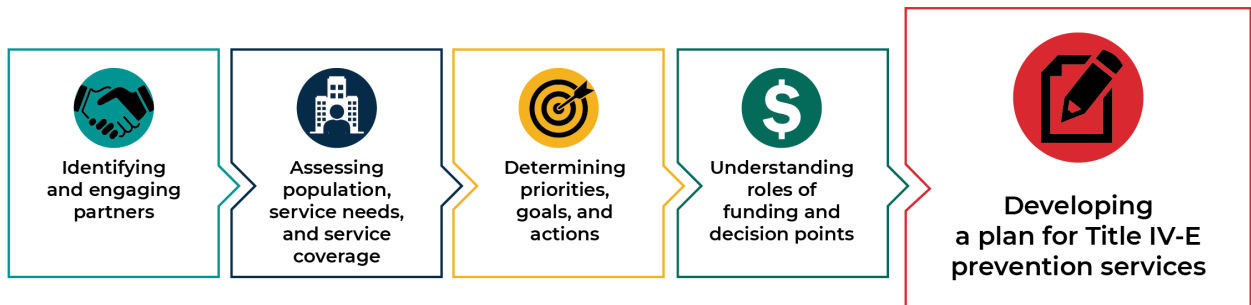 Identifying
and engaging
partners
Assessing
population,
service needs,
and service
coverage
Determining
priorities,
goals, and
actions
$
Understanding
roles of
funding and
decision points
Developing
a plan for Title IV-E
prevention services